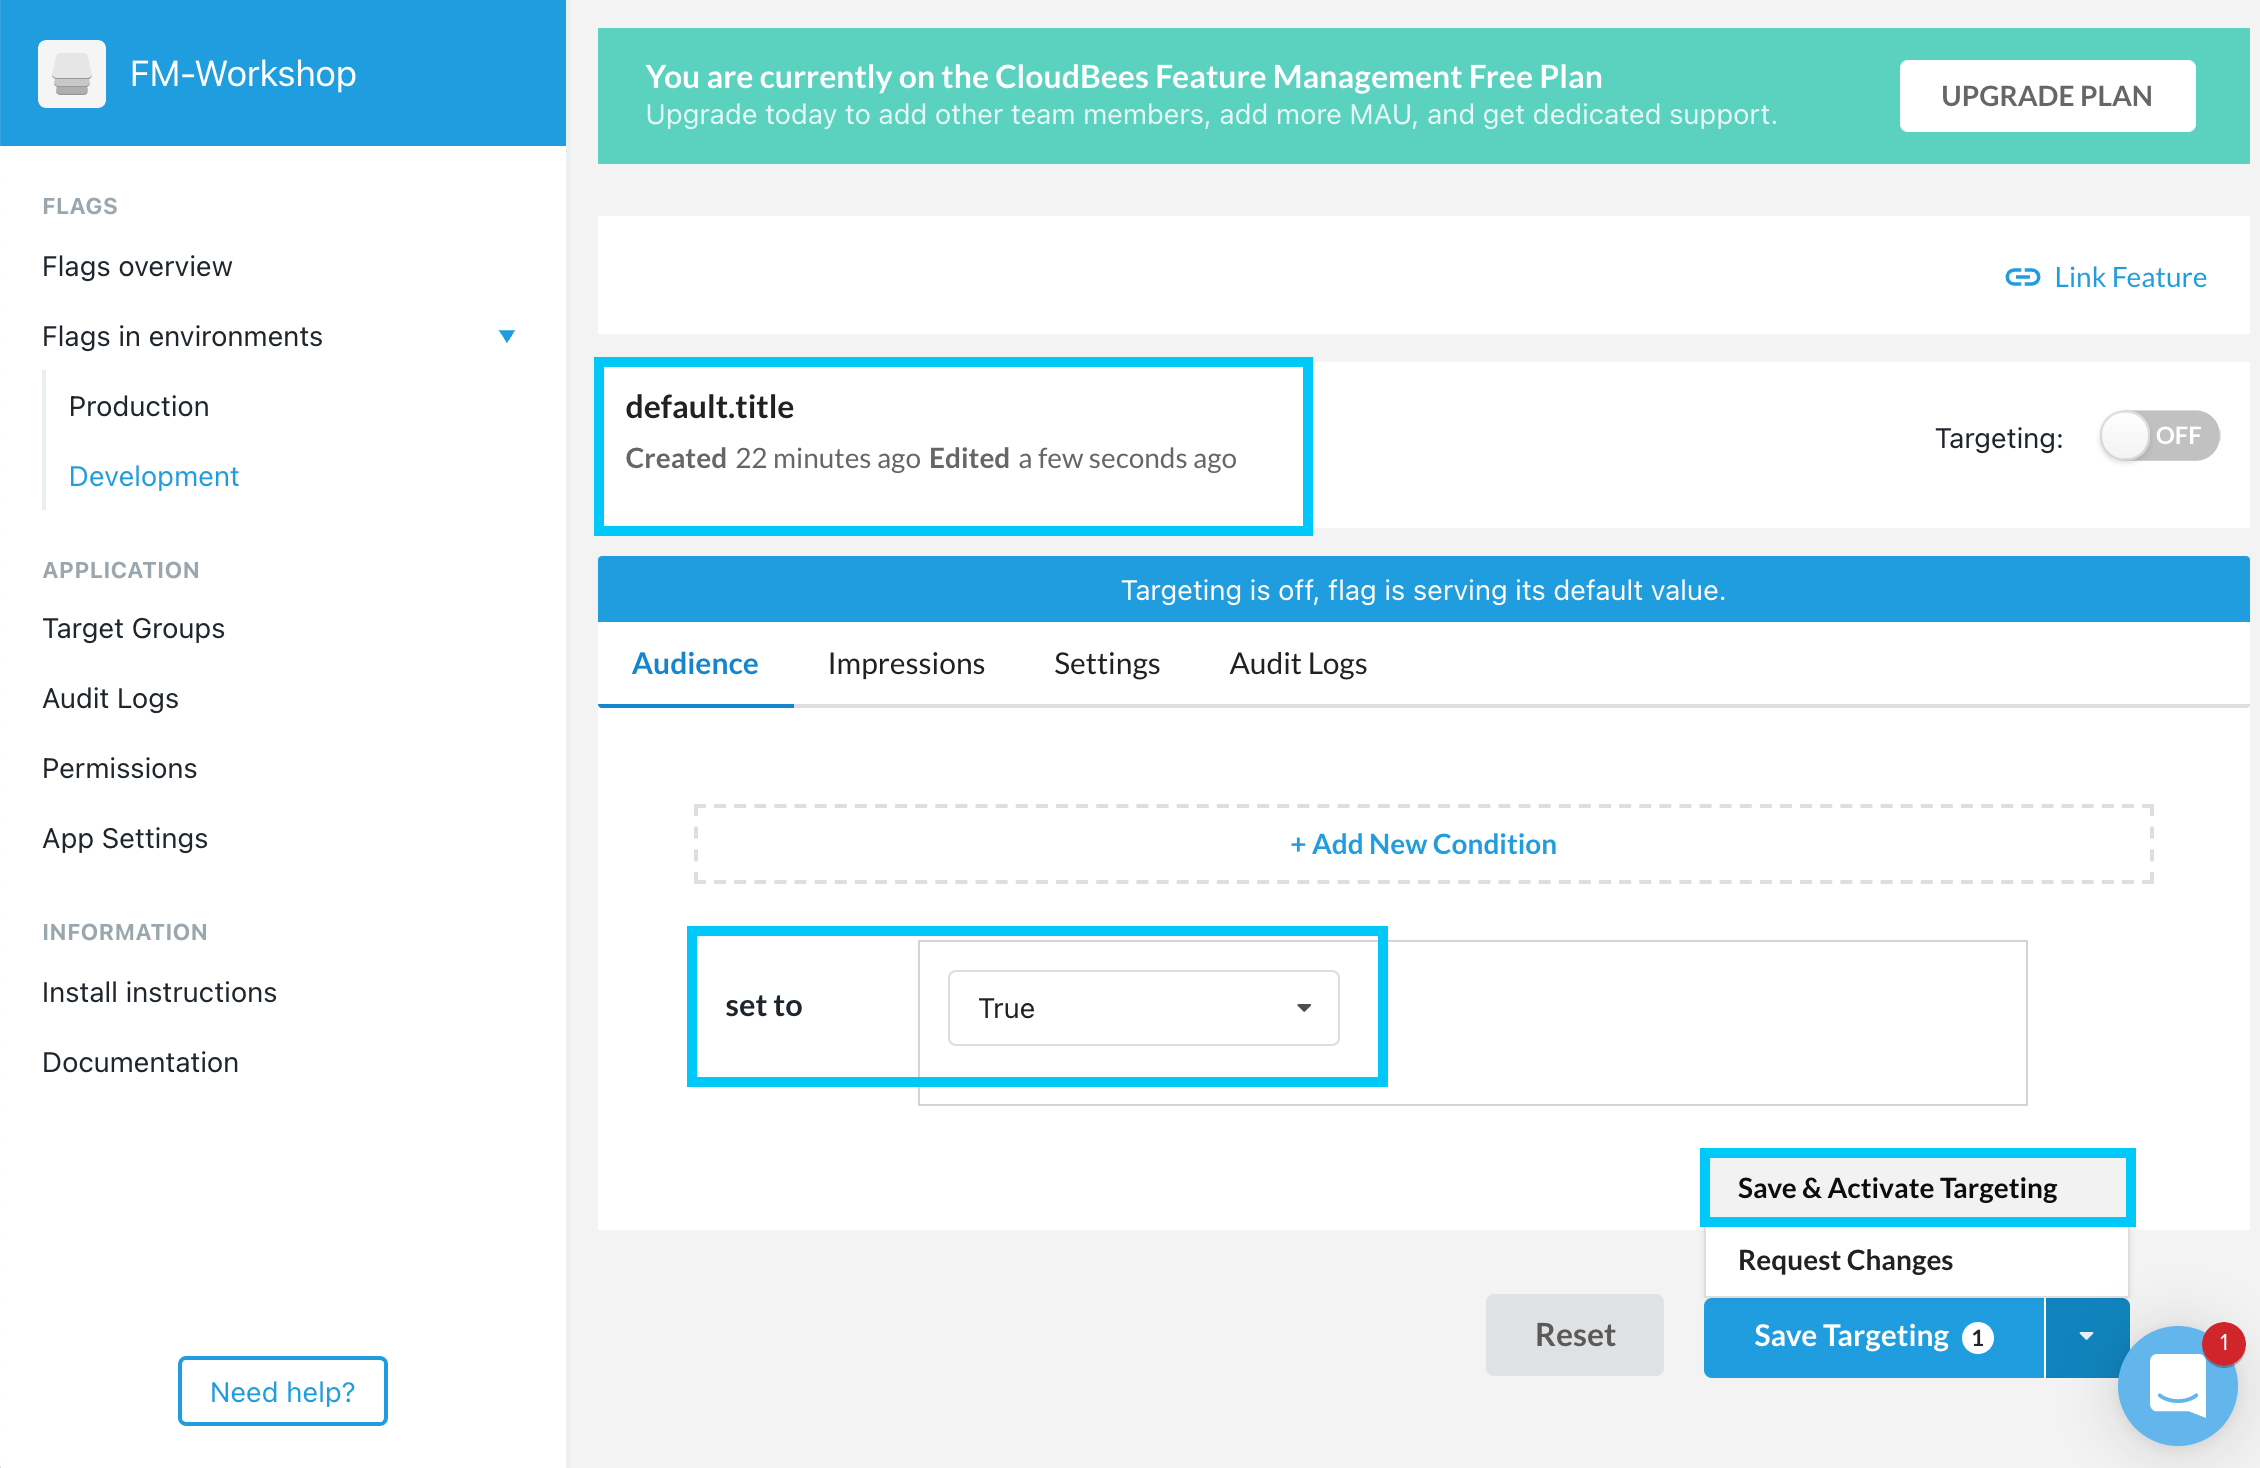 FM-Workshop
FLAGS
Flags overview
Flags in environments
Production
Development
APPLICATION
Target Groups
Audit Logs
Permissions
App Settings
INFORMATION
Install instructions
Documentation
Need help?
You are currently on the CloudBees Feature Management Free Plan
Upgrade today to add other team members, add more MAU, and get dedicated support.
UPGRADE PLAN
Link Feature
default.title
Created 22 minutes ago Edited a few seconds ago
Targeting:
OFF
Targeting is off, flag is serving its default value.
Audience Impressions Settings Audit Logs
+ Add New Condition
set to
True
Save & Activate Targeting
Request Changes
Reset
Save Targeting 1
1